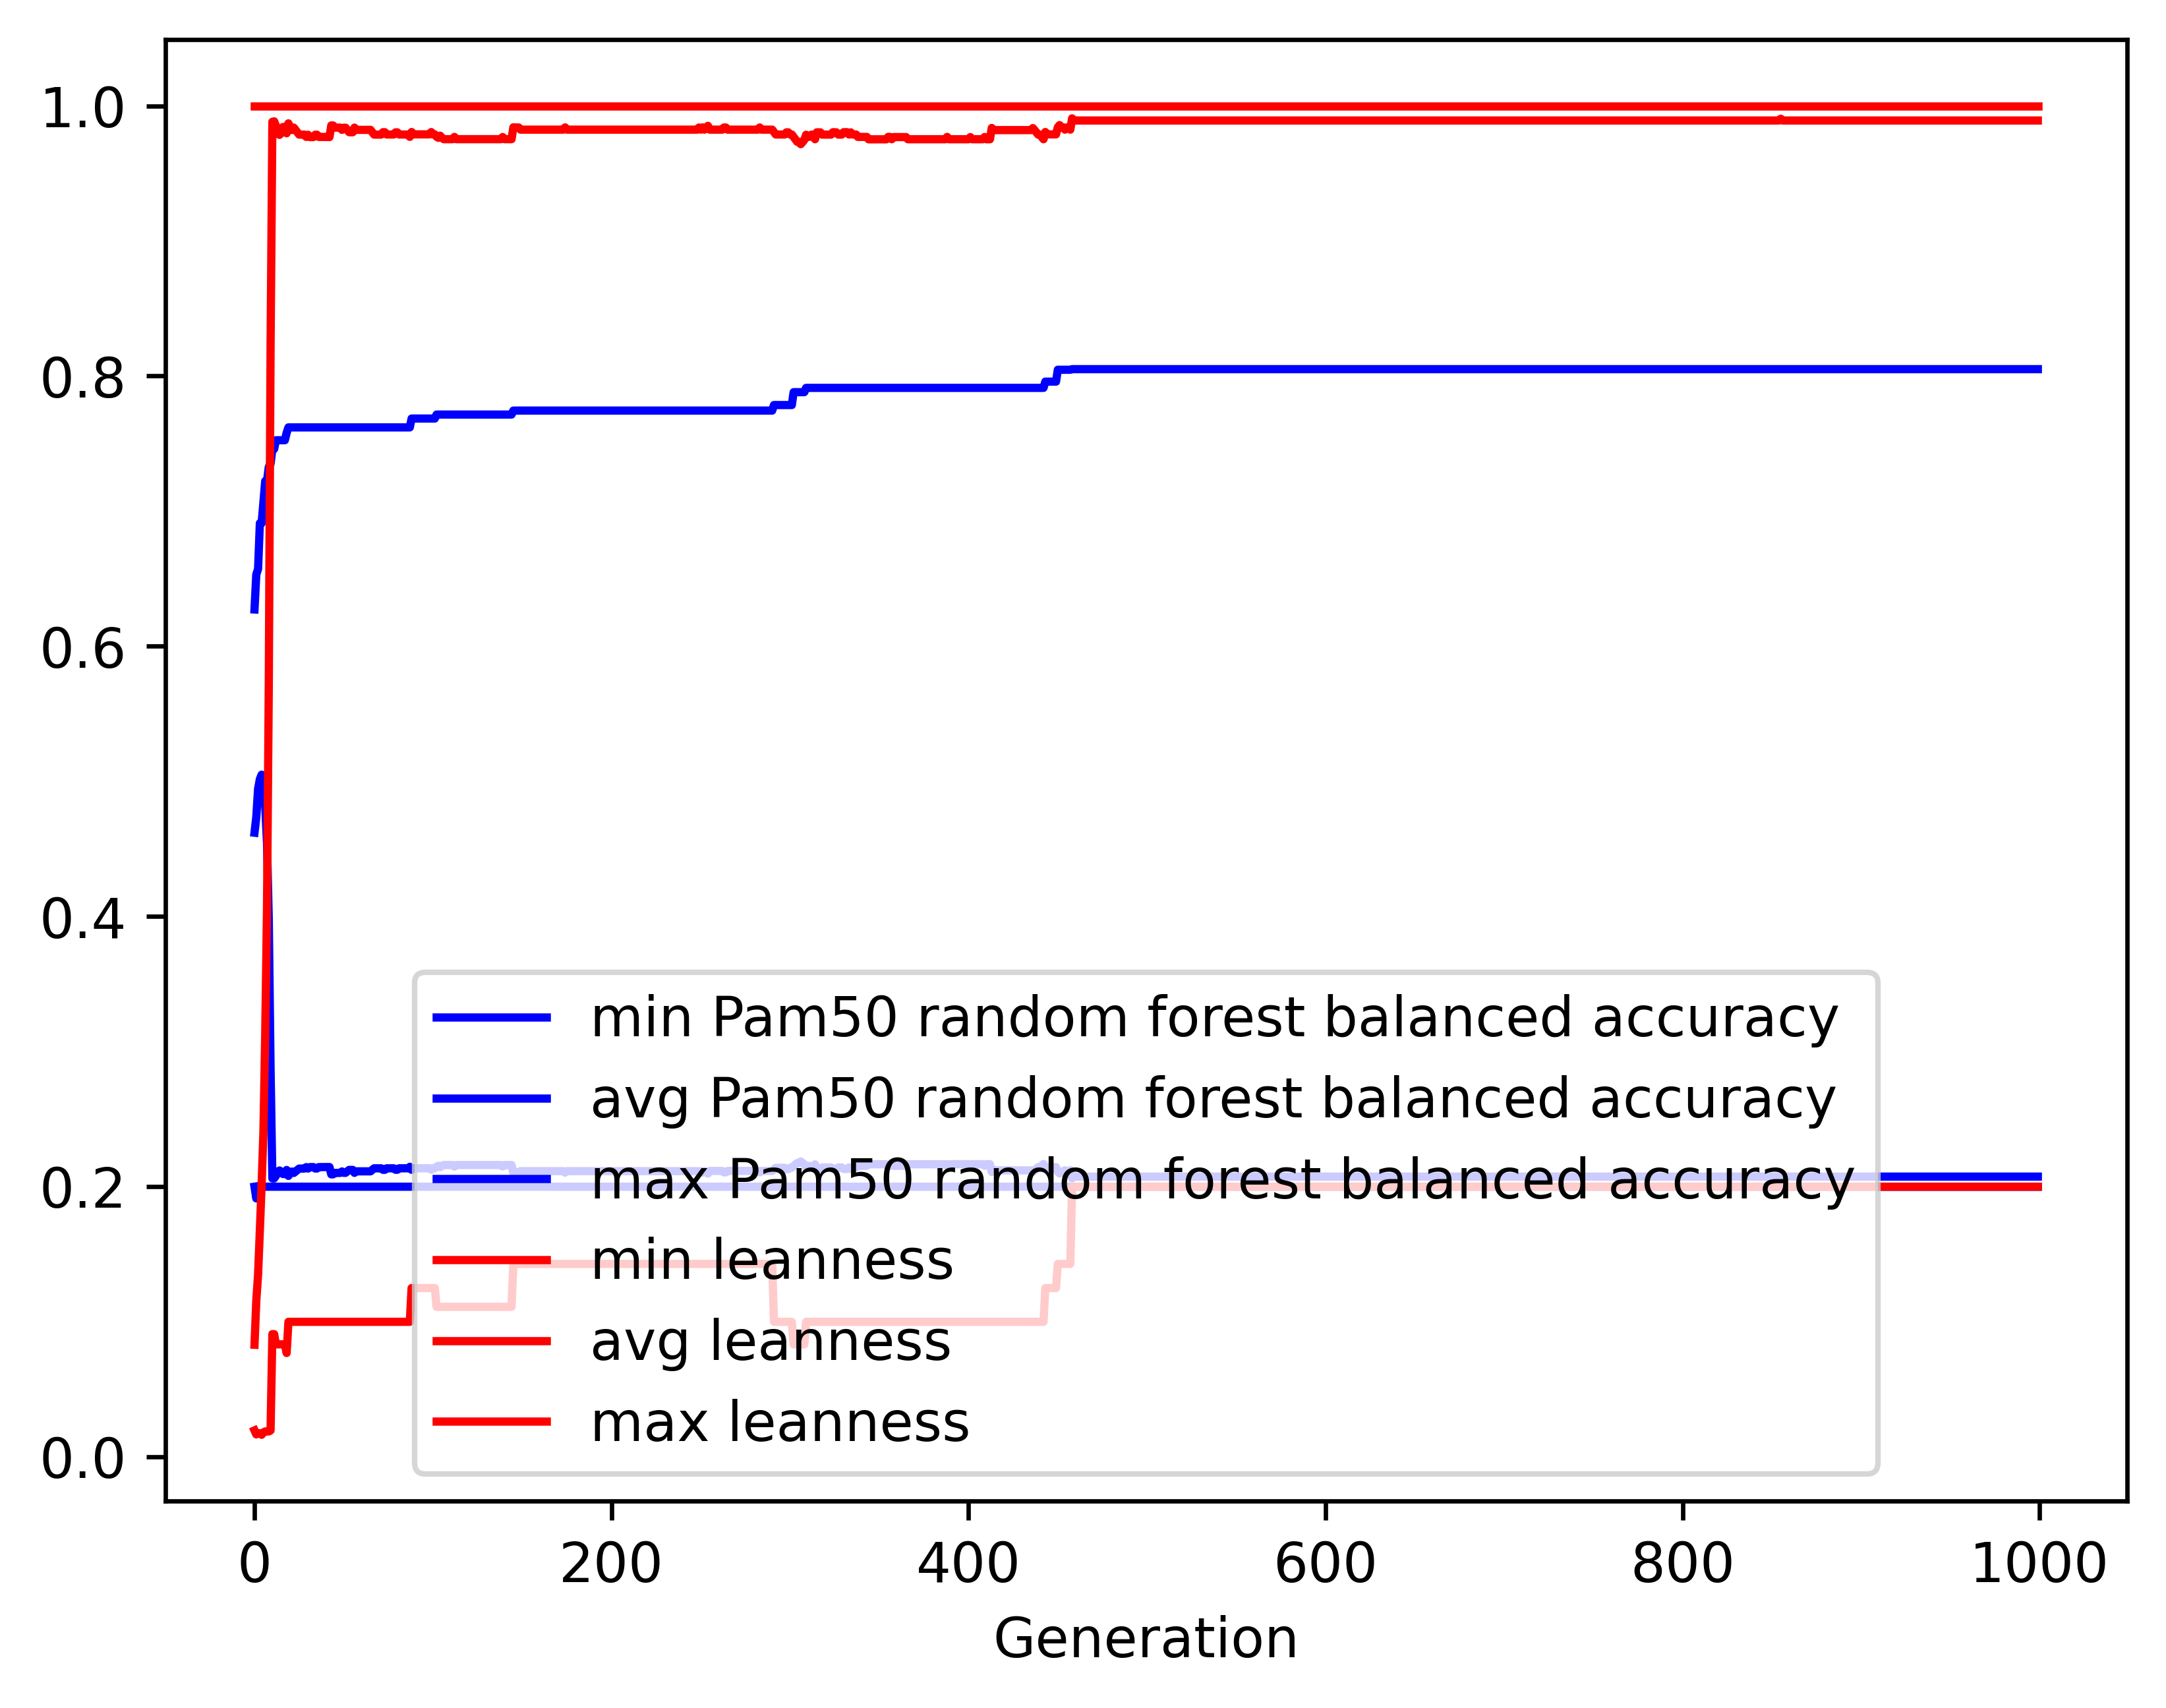 1.0
0.8
0.6
0.4
0.2
0.0
min Pam50 random forest balanced accuracy
avg Pam50 random forest balanced accuracy
max Pam50 random forest balanced accuracy
min leanness
avg leanness
max leanness
0 200 400 600 800 1000
Generation